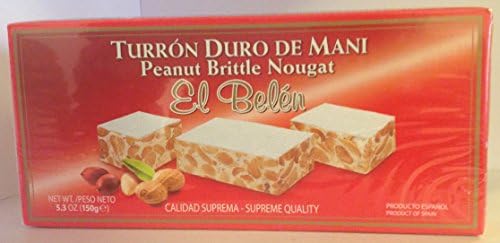 TURRÓN DURO DE MANI
Peanut Brittle Nougat
El Belén
NET WT. /PESO NETO
5.3 OZ (150g)
CALIDAD SUPREMA - SUPREME QUALITY
PRODUCTO ESPAÑOL
PRODUCT OF SPAIN